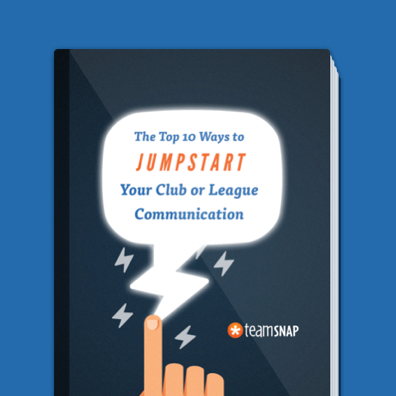 The Top 10 Ways to
JUMPSTART
Your Club or League
Communication
teamSNAP